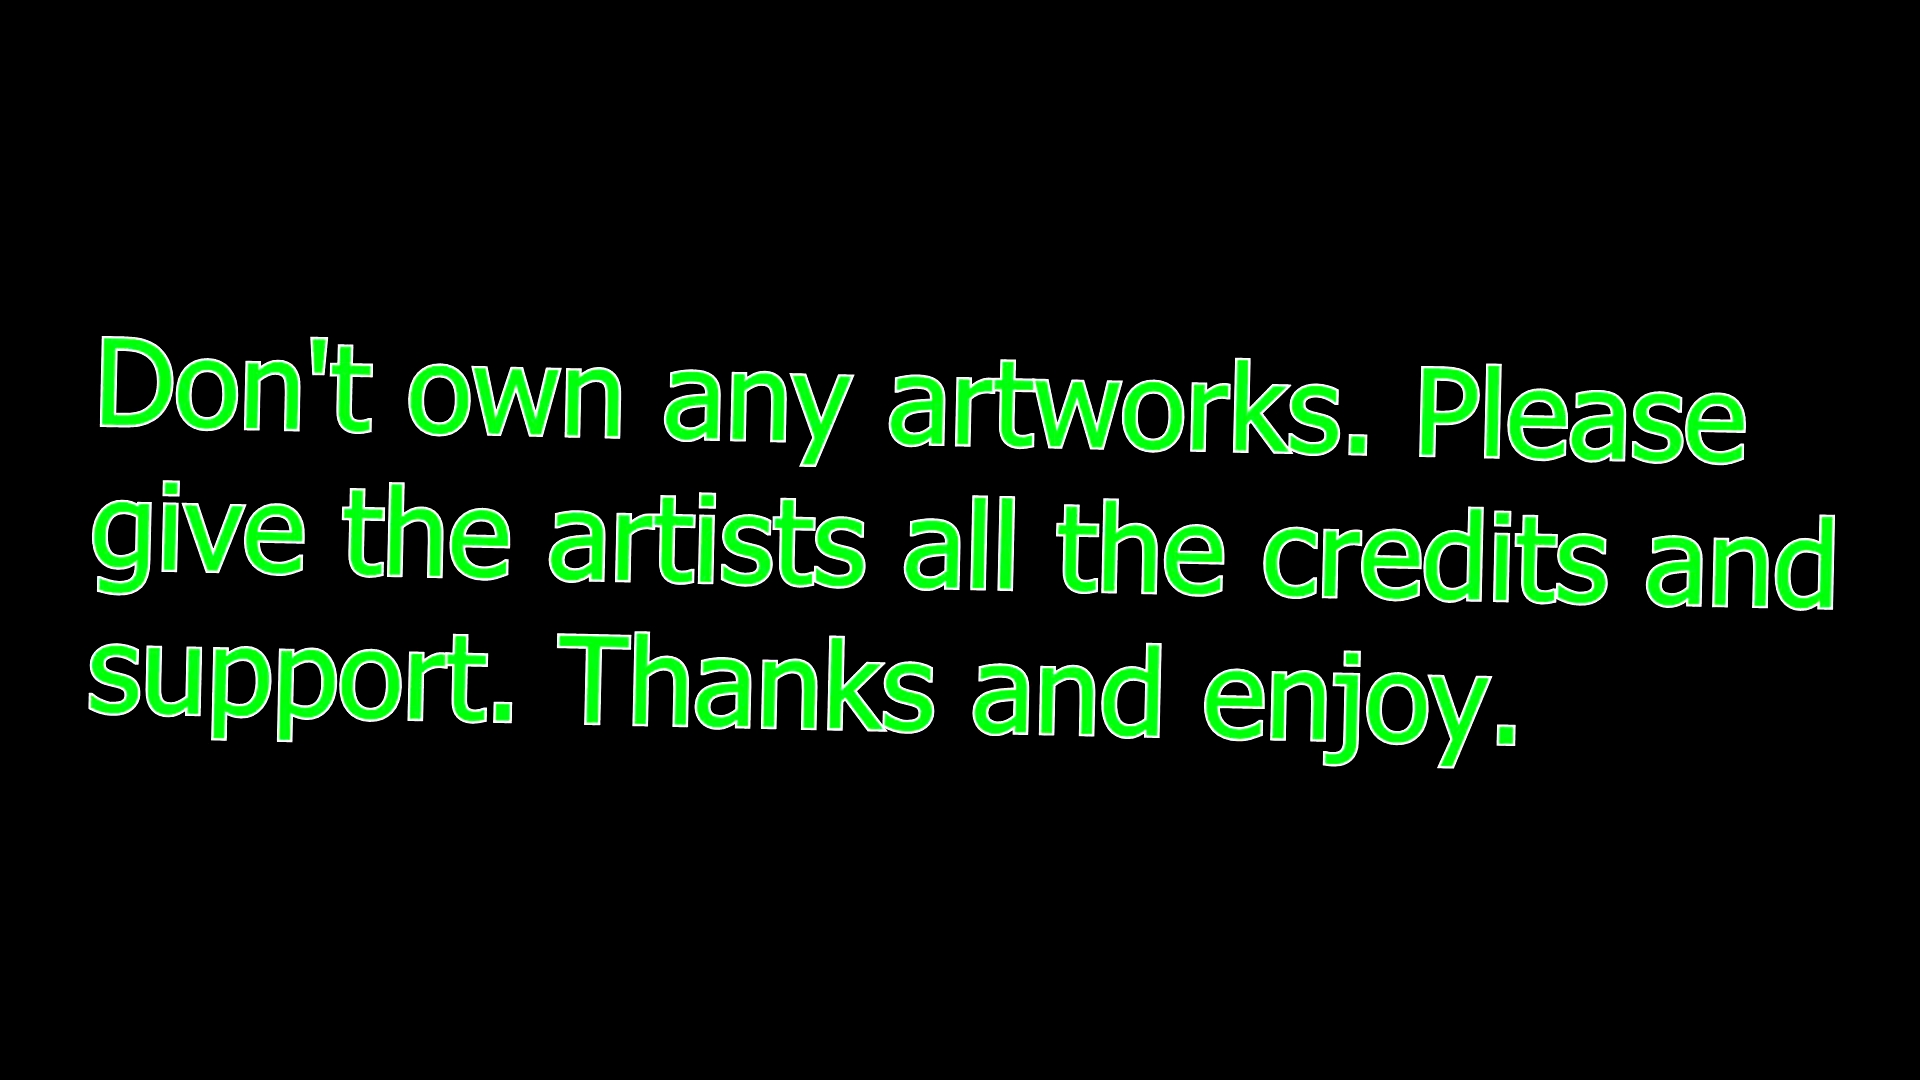 Don't own any artworks. Please
give the artists all the credits and
support. Thanks and enjoy.